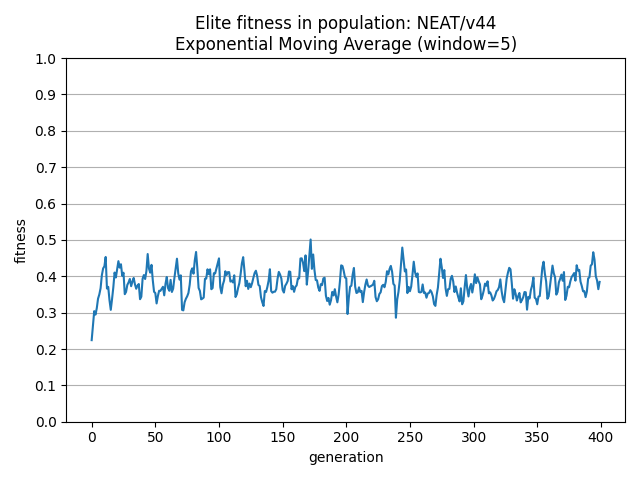 Elite fitness in population: NEAT/v44
Exponential Moving Average (window=5)
1.0
0.9
0.8
0.7
0.6
0.5
0.4
0.3
0.2
0.1
0.0
fitness
0 50 100 150 200 250 300 350 400
generation